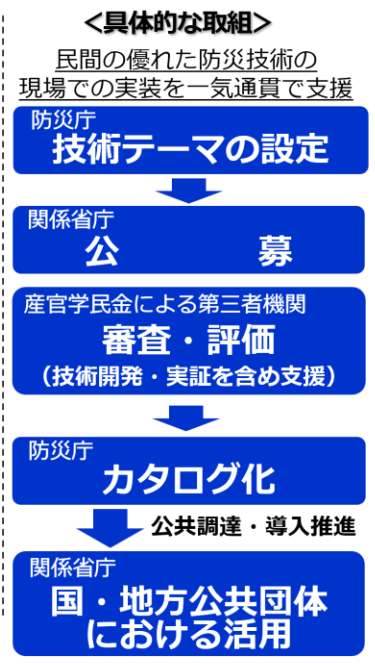 ＜具体的な取組＞
民間の優れた防災技術の
現場での実装を一気通貫で支援
防災庁
技術テーマの設定
関係省庁
公　　　募
産官学民金による第三者機関
審査・評価
（技術開発・実証を含め支援）
防災庁
カタログ化
公共調達・導入推進
関係省庁
国・地方公共団体
における活用